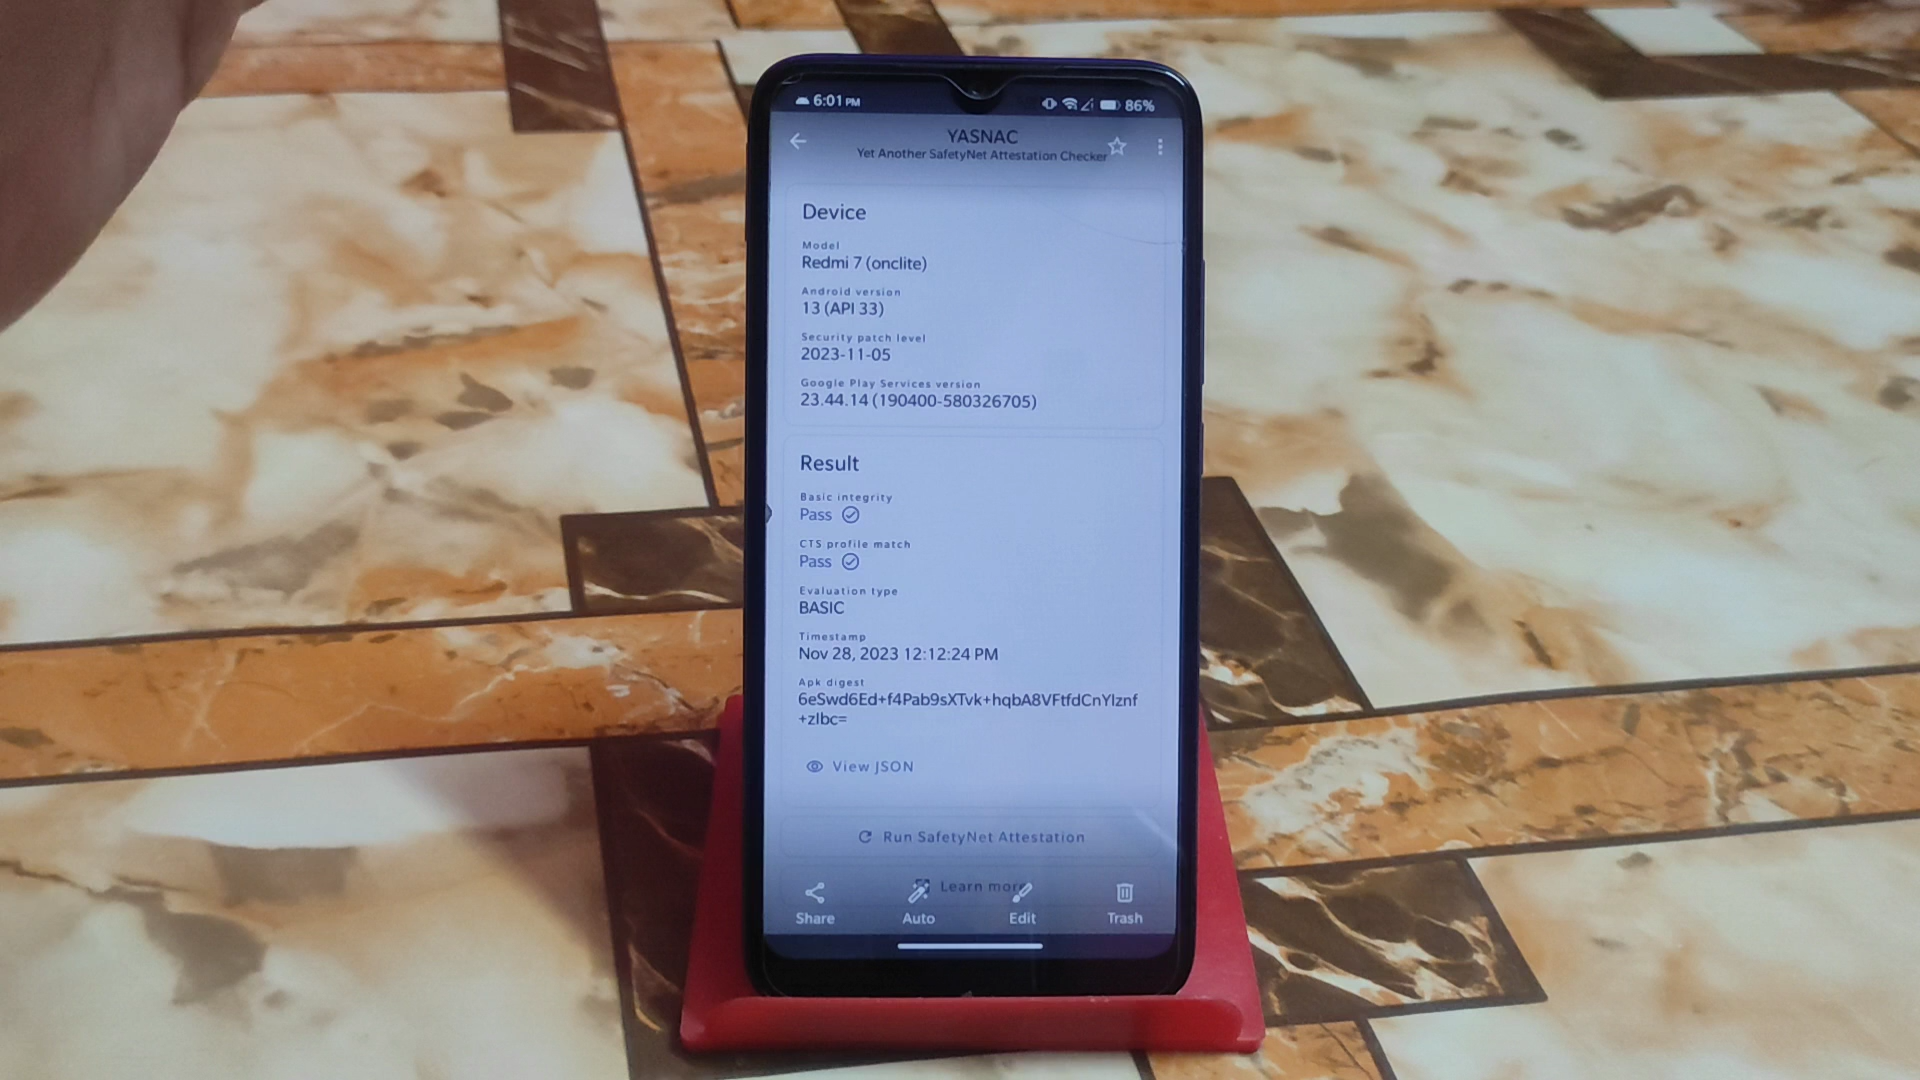 6:01 PM
86%
YASNAC
Yet Another SafetyNet Attestation Checker
Device
Model
Redmi 7 (onclite)
Android version
13 (API 33)
Security patch level
2023-11-05
Google Play Services version
23.44.14 (190400-580326705)
Result
Basic integrity
Pass
CTS profile match
Pass
Evaluation type
BASIC
Timestamp
Nov 28, 2023 12:12:24 PM
Apk digest
6eSwd6Ed+f4Pab9sXTvk+hqbA8VFtfdCnYlznf
+zlbc=
View JSON
Run SafetyNet Attestation
Learn more
Share
Auto
Edit
Trash